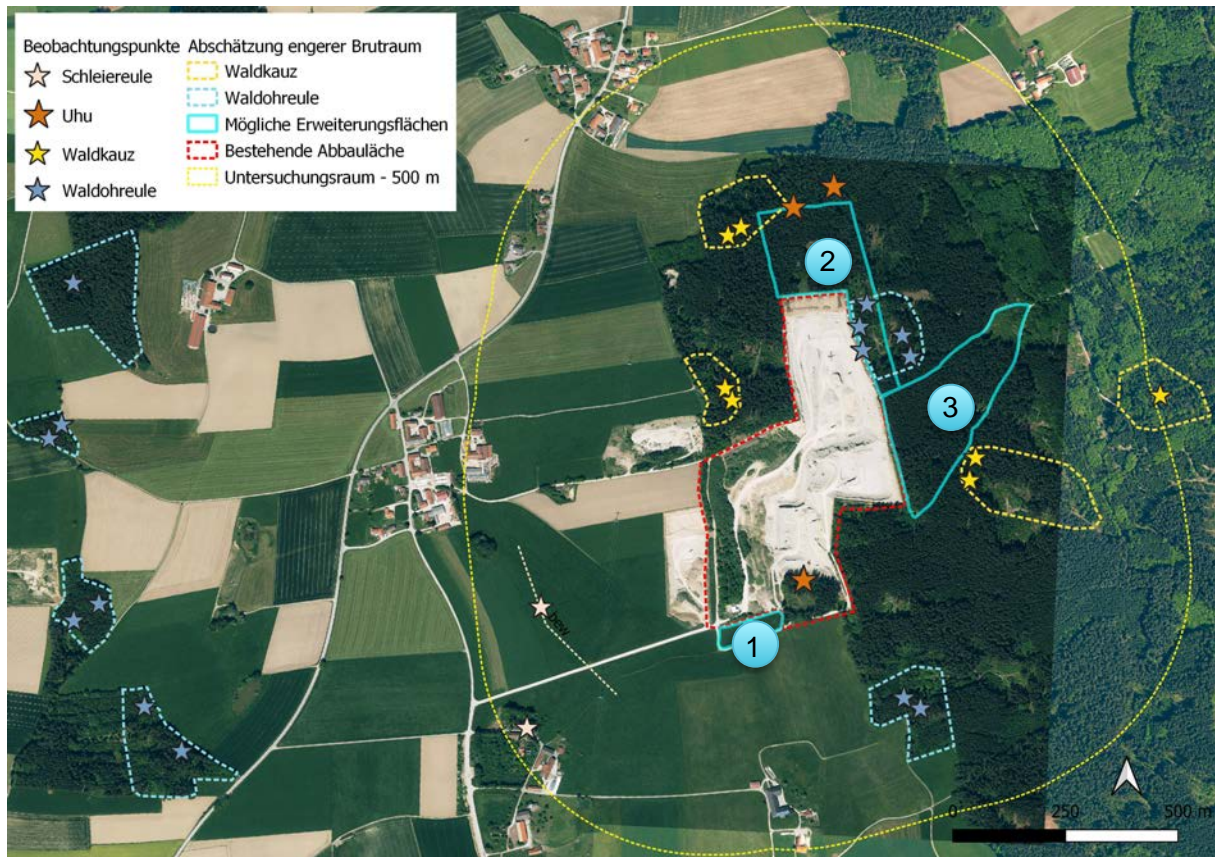 Beobachtungspunkte
Schleiereule
Uhu
Waldkauz
Waldohreule
Abschätzung engerer Brutraum
Waldkauz
Waldohreule
Mögliche Erweiterungsflächen
Bestehende Abbauläche
Untersuchungsraum - 500 m
2
3
bsw
1
0 250 500 m